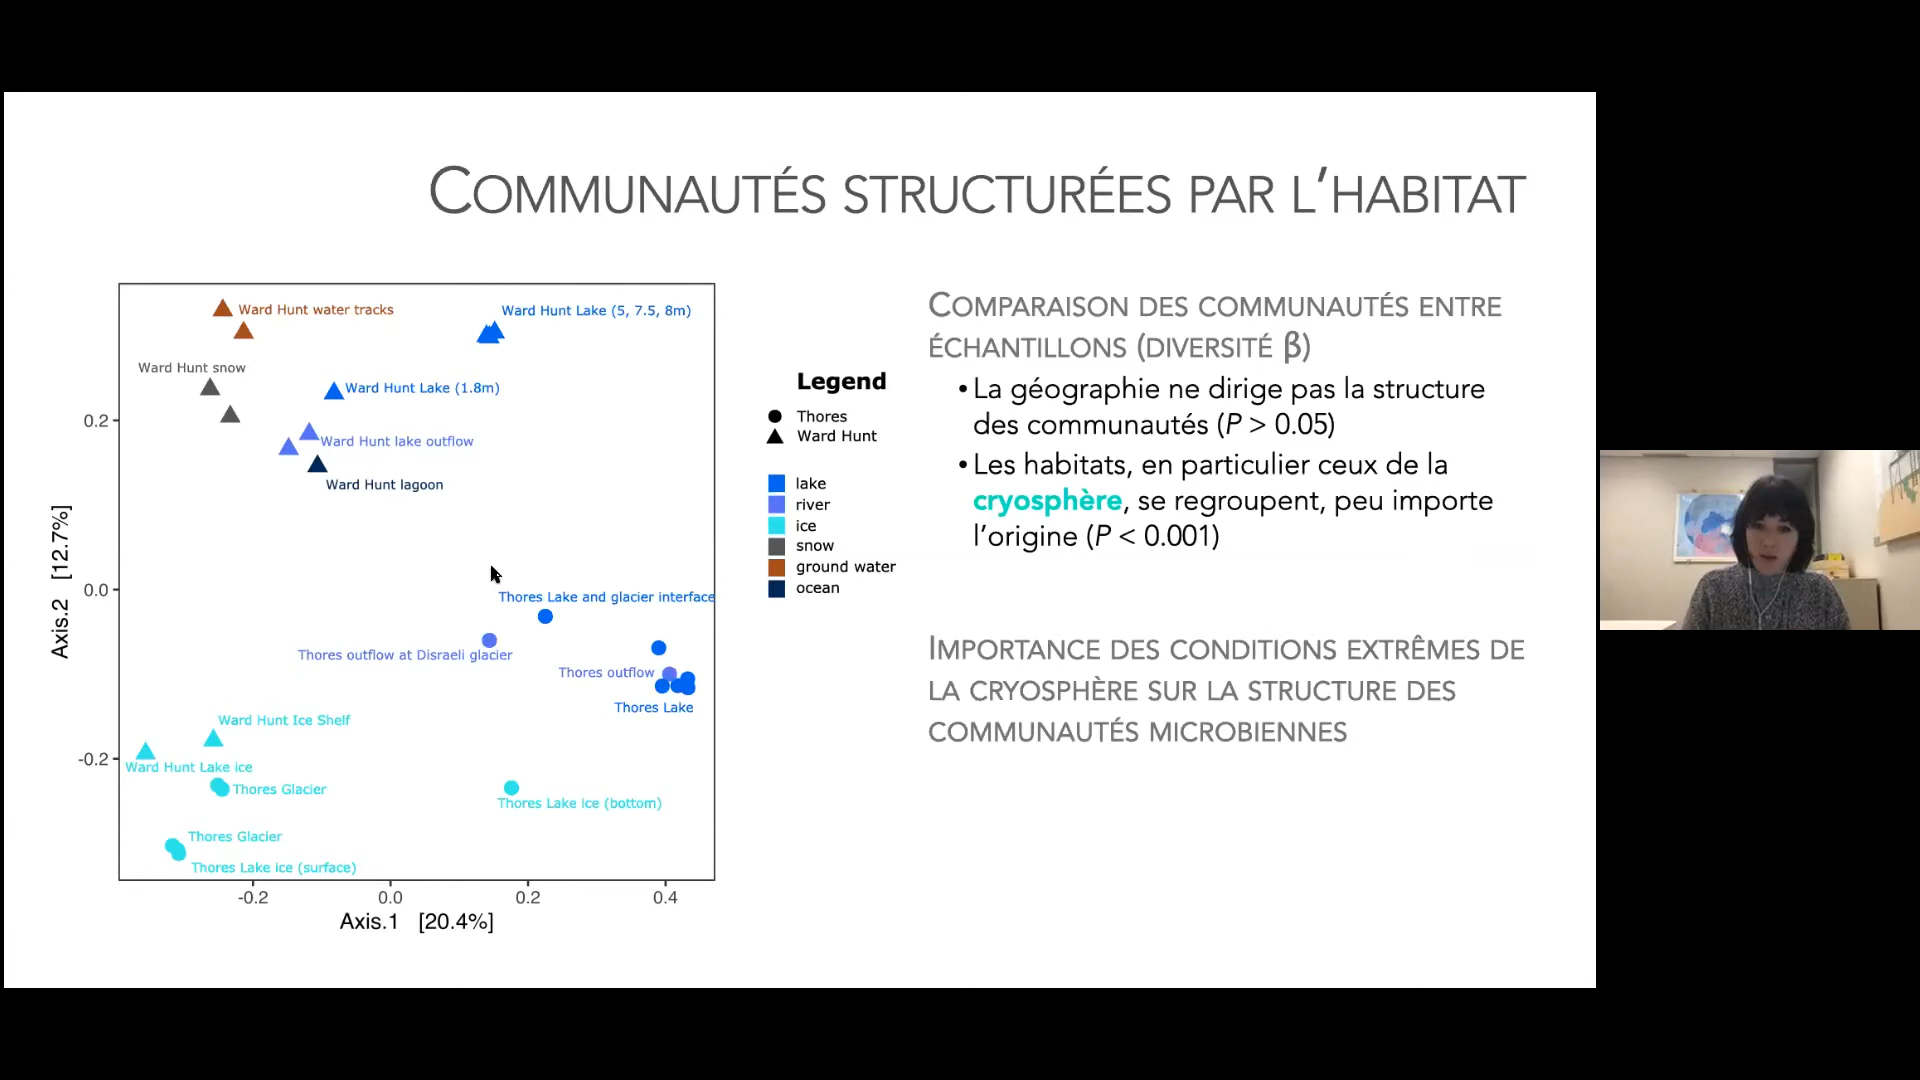 COMMUNAUTÉS STRUCTURÉES PAR L'HABITAT
Ward Hunt water tracks
Ward Hunt Lake (5, 7.5, 8m)
Ward Hunt snow
Ward Hunt Lake (1.8m)
Ward Hunt lake outflow
Ward Hunt lagoon
Thores Lake and glacier interface
Thores outflow at Disraeli glacier
Thores outflow
Thores Lake
Ward Hunt Ice Shelf
Ward Hunt Lake ice
Thores Glacier
Thores Lake ice (bottom)
Thores Glacier
Thores Lake ice (surface)
0.2
0.0
-0.2
Axis.2 [12.7%]
-0.2
0.0
0.2
0.4
Axis.1 [20.4%]
Legend
Thores
Ward Hunt
lake
river
ice
snow
ground water
ocean
COMPARAISON DES COMMUNAUTÉS ENTRE
ÉCHANTILLONS (DIVERSITÉ β)
• La géographie ne dirige pas la structure
des communautés (P > 0.05)
• Les habitats, en particulier ceux de la
cryosphère, se regroupent, peu importe
l'origine (P < 0.001)
IMPORTANCE DES CONDITIONS EXTRÊMES DE
LA CRYOSPHÈRE SUR LA STRUCTURE DES
COMMUNAUTÉS MICROBIENNES